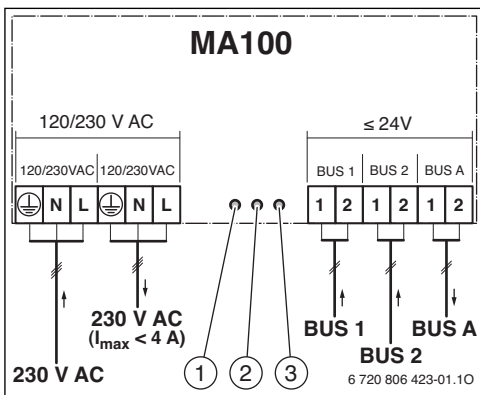 MA100
120/230 V AC
≤ 24V
120/230VAC 120/230VAC
BUS 1 BUS 2 BUS A
N L N L
1 2 1 2 1 2
230 V AC
(Imax < 4 A)
230 V AC
1 2 3
BUS 1
BUS 2
BUS A
6 720 806 423-01.1O